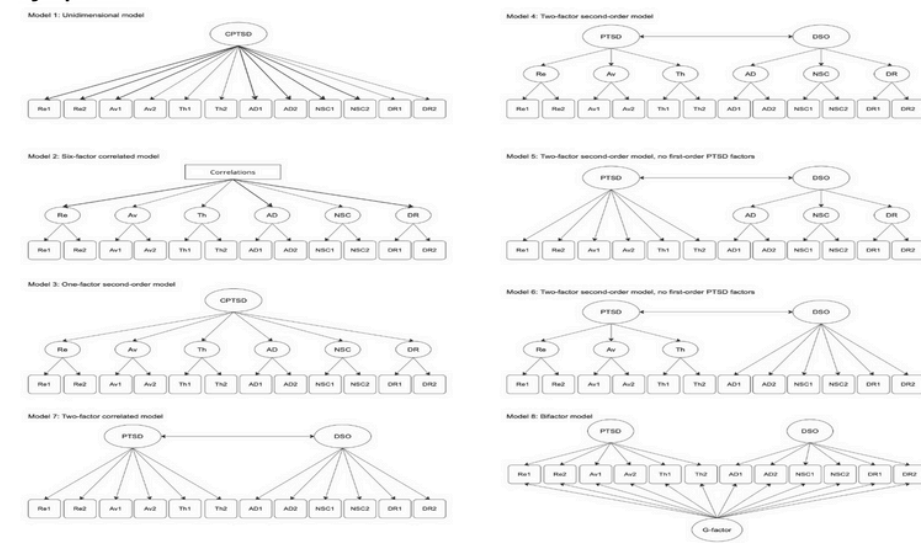 Model 1: Unidimensional model
CPTSD
Re1 Re2 Av1 Av2 Th1 Th2 AD1 AD2 NSC1 NSC2 DR1 DR2
Model 2: Six-factor correlated model
Correlations
Re Av Th AD NSC DR
Re1 Re2 Av1 Av2 Th1 Th2 AD1 AD2 NSC1 NSC2 DR1 DR2
Model 3: One-factor second-order model
CPTSD
Re Av Th AD NSC DR
Re1 Re2 Av1 Av2 Th1 Th2 AD1 AD2 NSC1 NSC2 DR1 DR2
Model 7: Two-factor correlated model
PTSD DSO
Re1 Re2 Av1 Av2 Th1 Th2 AD1 AD2 NSC1 NSC2 DR1 DR2
Model 4: Two-factor second-order model
PTSD DSO
Re Av Th AD NSC DR
Re1 Re2 Av1 Av2 Th1 Th2 AD1 AD2 NSC1 NSC2 DR1 DR2
Model 5: Two-factor second-order model, no first-order PTSD factors
PTSD DSO
AD NSC DR
Re1 Re2 Av1 Av2 Th1 Th2 AD1 AD2 NSC1 NSC2 DR1 DR2
Model 6: Two-factor second-order model, no first-order PTSD factors
PTSD DSO
Re Av Th
Re1 Re2 Av1 Av2 Th1 Th2 AD1 AD2 NSC1 NSC2 DR1 DR2
Model 8: Bifactor model
PTSD DSO
Re1 Re2 Av1 Av2 Th1 Th2 AD1 AD2 NSC1 NSC2 DR1 DR2
G-factor